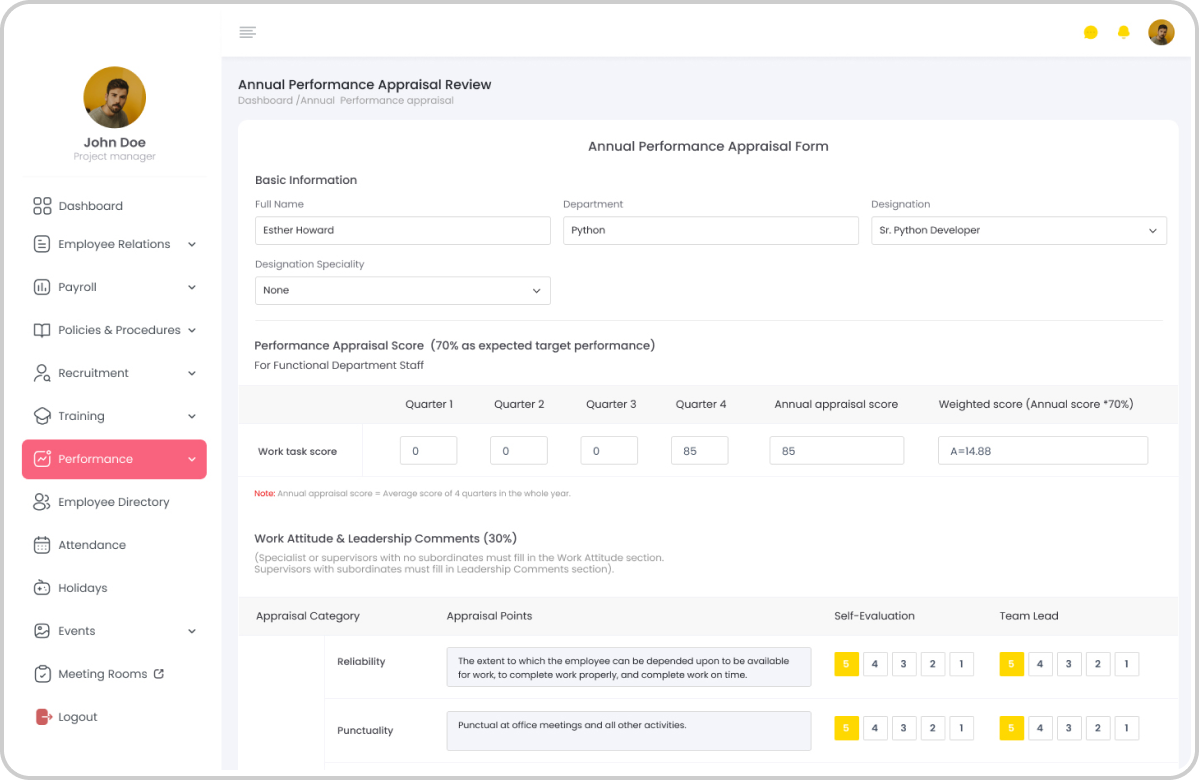 John Doe
Project manager
Dashboard
Employee Relations
Payroll
Policies & Procedures
Recruitment
Training
Performance
Employee Directory
Attendance
Holidays
Events
Meeting Rooms
Logout
Annual Performance Appraisal Review
Dashboard /Annual Performance appraisal
Annual Performance Appraisal Form
Basic Information
Full Name Department Designation
Esther Howard Python Sr. Python Developer
Designation Speciality
None
Performance Appraisal Score (70% as expected target performance)
For Functional Department Staff
Quarter 1 Quarter 2 Quarter 3 Quarter 4 Annual appraisal score Weighted score (Annual score *70%)
Work task score 0 0 0 85 85 A=14.88
Note: Annual appraisal score = Average score of 4 quarters in the whole year.
Work Attitude & Leadership Comments (30%)
(Specialist or supervisors with no subordinates must fill in the Work Attitude section.
Supervisors with subordinates must fill in Leadership Comments section).
Appraisal Category Appraisal Points Self-Evaluation Team Lead
Reliability
The extent to which the employee can be depended upon to be available
for work, to complete work properly, and complete work on time.
5 4 3 2 1 5 4 3 2 1
Punctuality
Punctual at office meetings and all other activities.
5 4 3 2 1 5 4 3 2 1